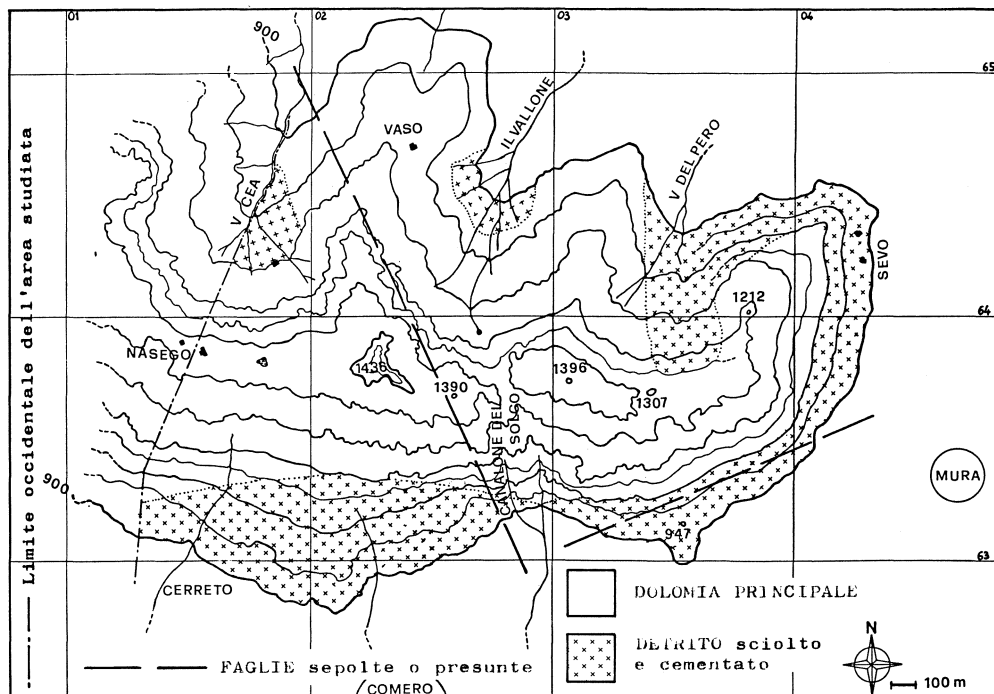 01 02 03 04
900
65
VASO
IL VALLONE
V. DEL PERO
V. CEA
SEVO
1212
64
NASEGO
1436
1390
1396
1307
CANALONE DEL
SOLGO
900
MURA
947
63
CERRETO
Limite occidentale dell'area studiata
DOLOMIA PRINCIPALE
DETRITO sciolto
e cementato
FAGLIE sepolte o presunte
(COMERO)
N
100 m